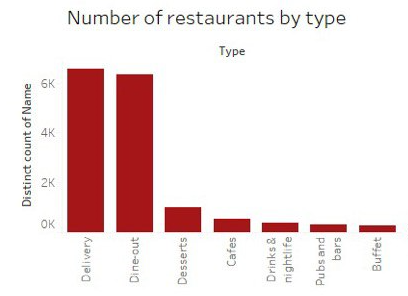 Number of restaurants by type
Type
Distinct count of Name
6K
4K
2K
0K
Delivery
Dine-out
Desserts
Cafes
Drinks &
nightlife
Pubs and
bars
Buffet